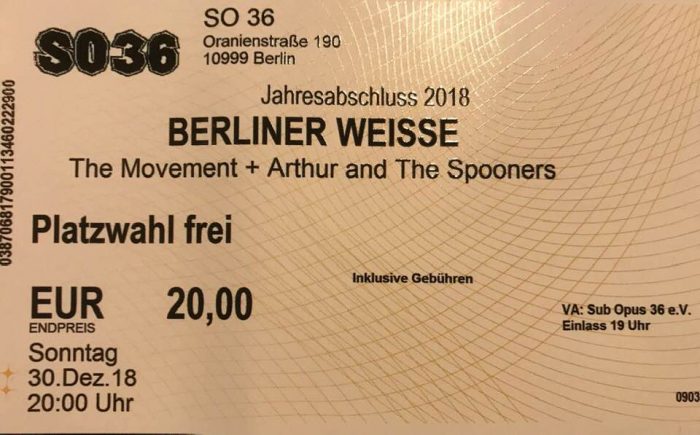 SO36
SO 36
Oranienstraße 190
10999 Berlin
Jahresabschluss 2018
BERLINER WEISSE
The Movement + Arthur and The Spooners
Platzwahl frei
Inklusive Gebühren
EUR 20,00
ENDPREIS
VA: Sub Opus 36 e.V.
Einlass 19 Uhr
Sonntag
30.Dez.18
20:00 Uhr
0903
0387068179001134602229​00